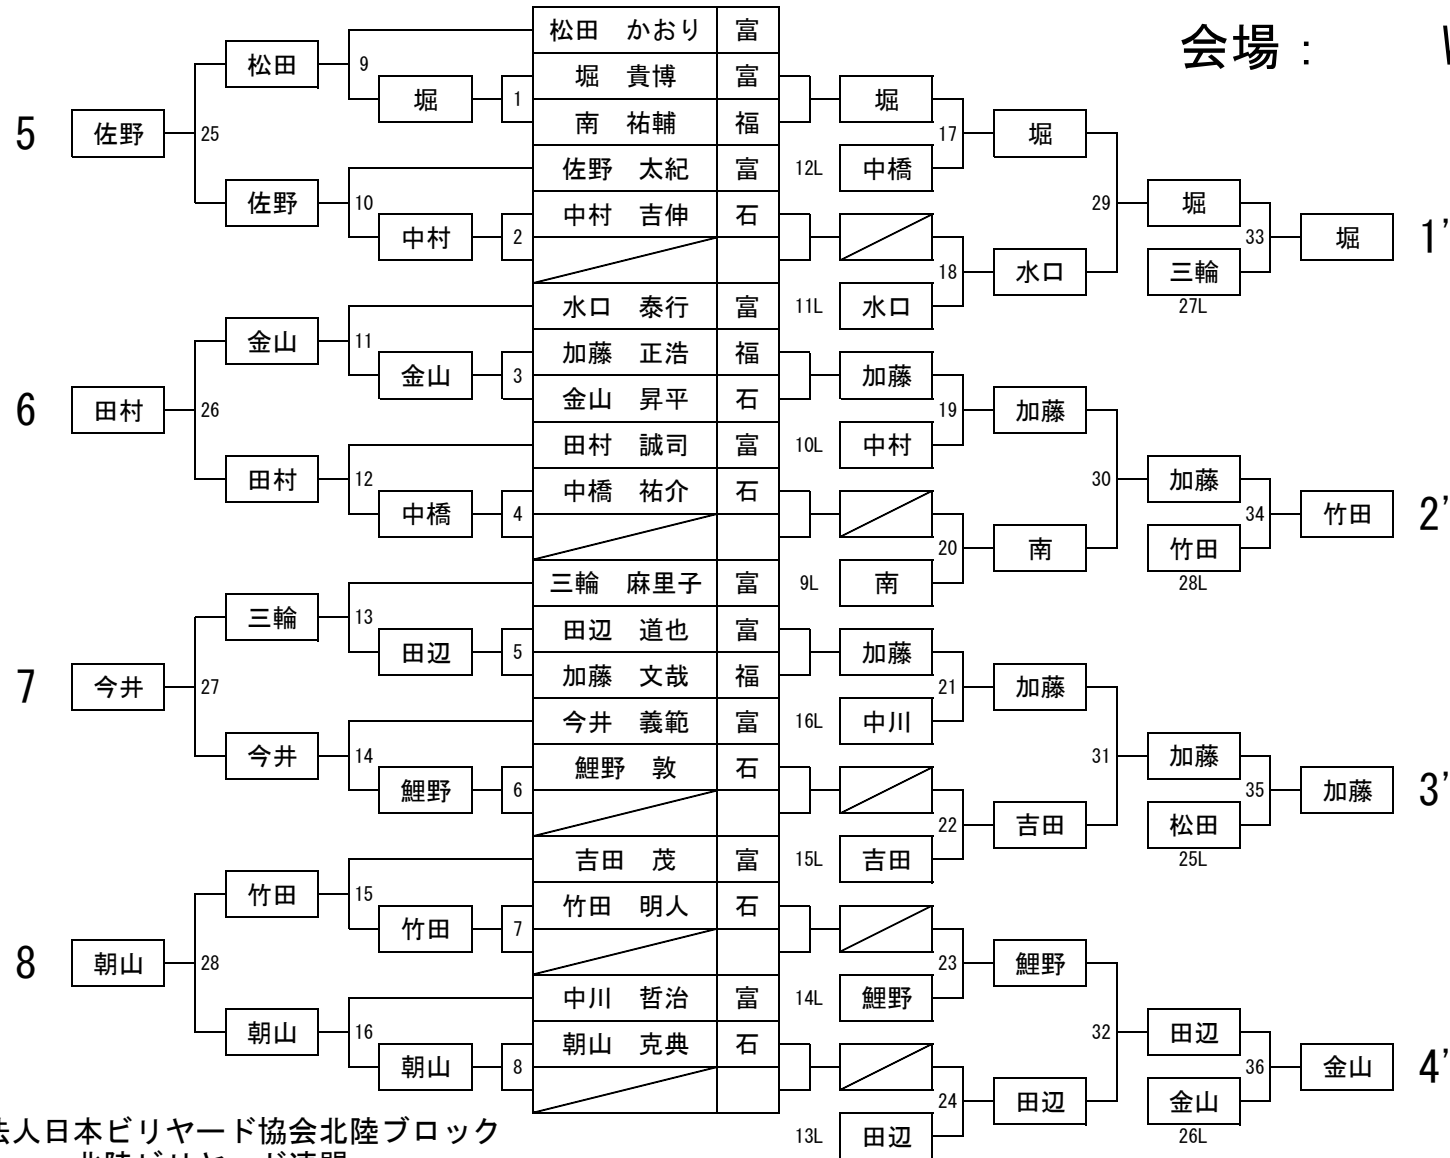 会場：
松田　かおり 富
松田 9 堀　貴博 富
堀 1 堀
5 佐野 25 南　祐輔 福 17 堀
佐野　太紀 富 12L 中橋
佐野 10 中村　吉伸 石 29 堀
中村 2 33 堀 1'
18 水口 三輪
水口　泰行 富 11L 水口 27L
金山 11 加藤　正浩 福
金山 3 加藤
6 田村 26 金山　昇平 石 19 加藤
田村　誠司 富 10L 中村
田村 12 中橋　祐介 石 30 加藤
中橋 4 34 竹田 2'
20 南 竹田
三輪　麻里子 富 9L 南 28L
三輪 13 田辺　道也 富
田辺 5 加藤
7 今井 27 加藤　文哉 福 21 加藤
今井　義範 富 16L 中川
今井 14 鯉野　敦 石 31 加藤
鯉野 6 35 加藤 3'
22 吉田 松田
吉田　茂 富 15L 吉田 25L
竹田 15 竹田　明人 石
竹田 7
8 朝山 28 23 鯉野
中川　哲治 富 14L 鯉野
朝山 16 朝山　克典 石 32 田辺
朝山 8 36 金山 4'
24 田辺 金山
13L 田辺 26L
法人日本ビリヤード協会北陸ブロック